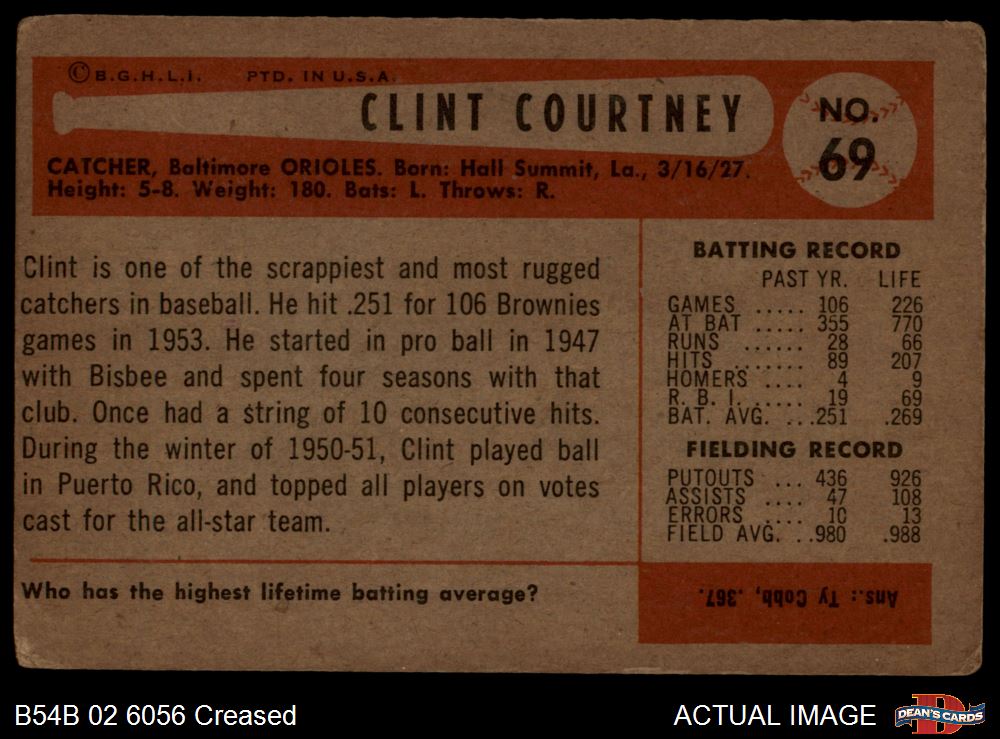 © B.G.H.L.I. PTD. IN U.S.A.
CLINT COURTNEY
NO.
69
CATCHER, Baltimore ORIOLES. Born: Hall Summit, La., 3/16/27.
Height: 5-8. Weight: 180. Bats: L. Throws: R.
Clint is one of the scrappiest and most rugged
catchers in baseball. He hit .251 for 106 Brownies
games in 1953. He started in pro ball in 1947
with Bisbee and spent four seasons with that
club. Once had a string of 10 consecutive hits.
During the winter of 1950-51, Clint played ball
in Puerto Rico, and topped all players on votes
cast for the all-star team.
BATTING RECORD
PAST YR. LIFE
GAMES ..... 106 226
AT BAT ..... 355 770
RUNS ...... 28 66
HITS ....... 89 207
HOMERS .... 4 9
R. B. I. ..... 19 69
BAT. AVG. ...251 .269
FIELDING RECORD
PUTOUTS ... 436 926
ASSISTS .... 47 108
ERRORS .... 10 13
FIELD AVG. ..980 .988
Who has the highest lifetime batting average?
Ans.: Ty Cobb, .367.
B54B 02 6056 Creased
ACTUAL IMAGE
D
DEAN'S CARDS